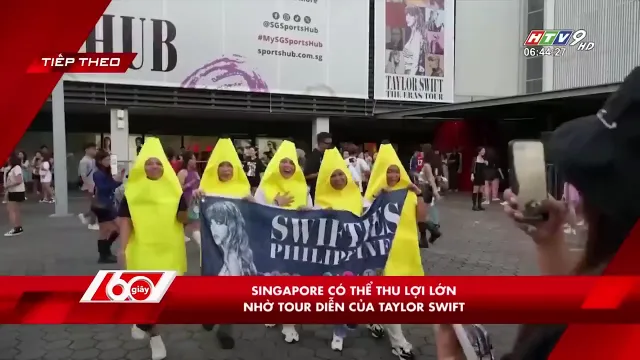 TIẾP THEO
HUB
@SGSportsHub
#MySGSportsHub
sportshub.com.sg
TAYLOR SWIFT
THE ERAS TOUR
HTV9 HD
06:44:27
SWIFTIES
PHILIPPINE
60 giây
SINGAPORE CÓ THỂ THU LỢI LỚN
NHỜ TOUR DIỄN CỦA TAYLOR SWIFT